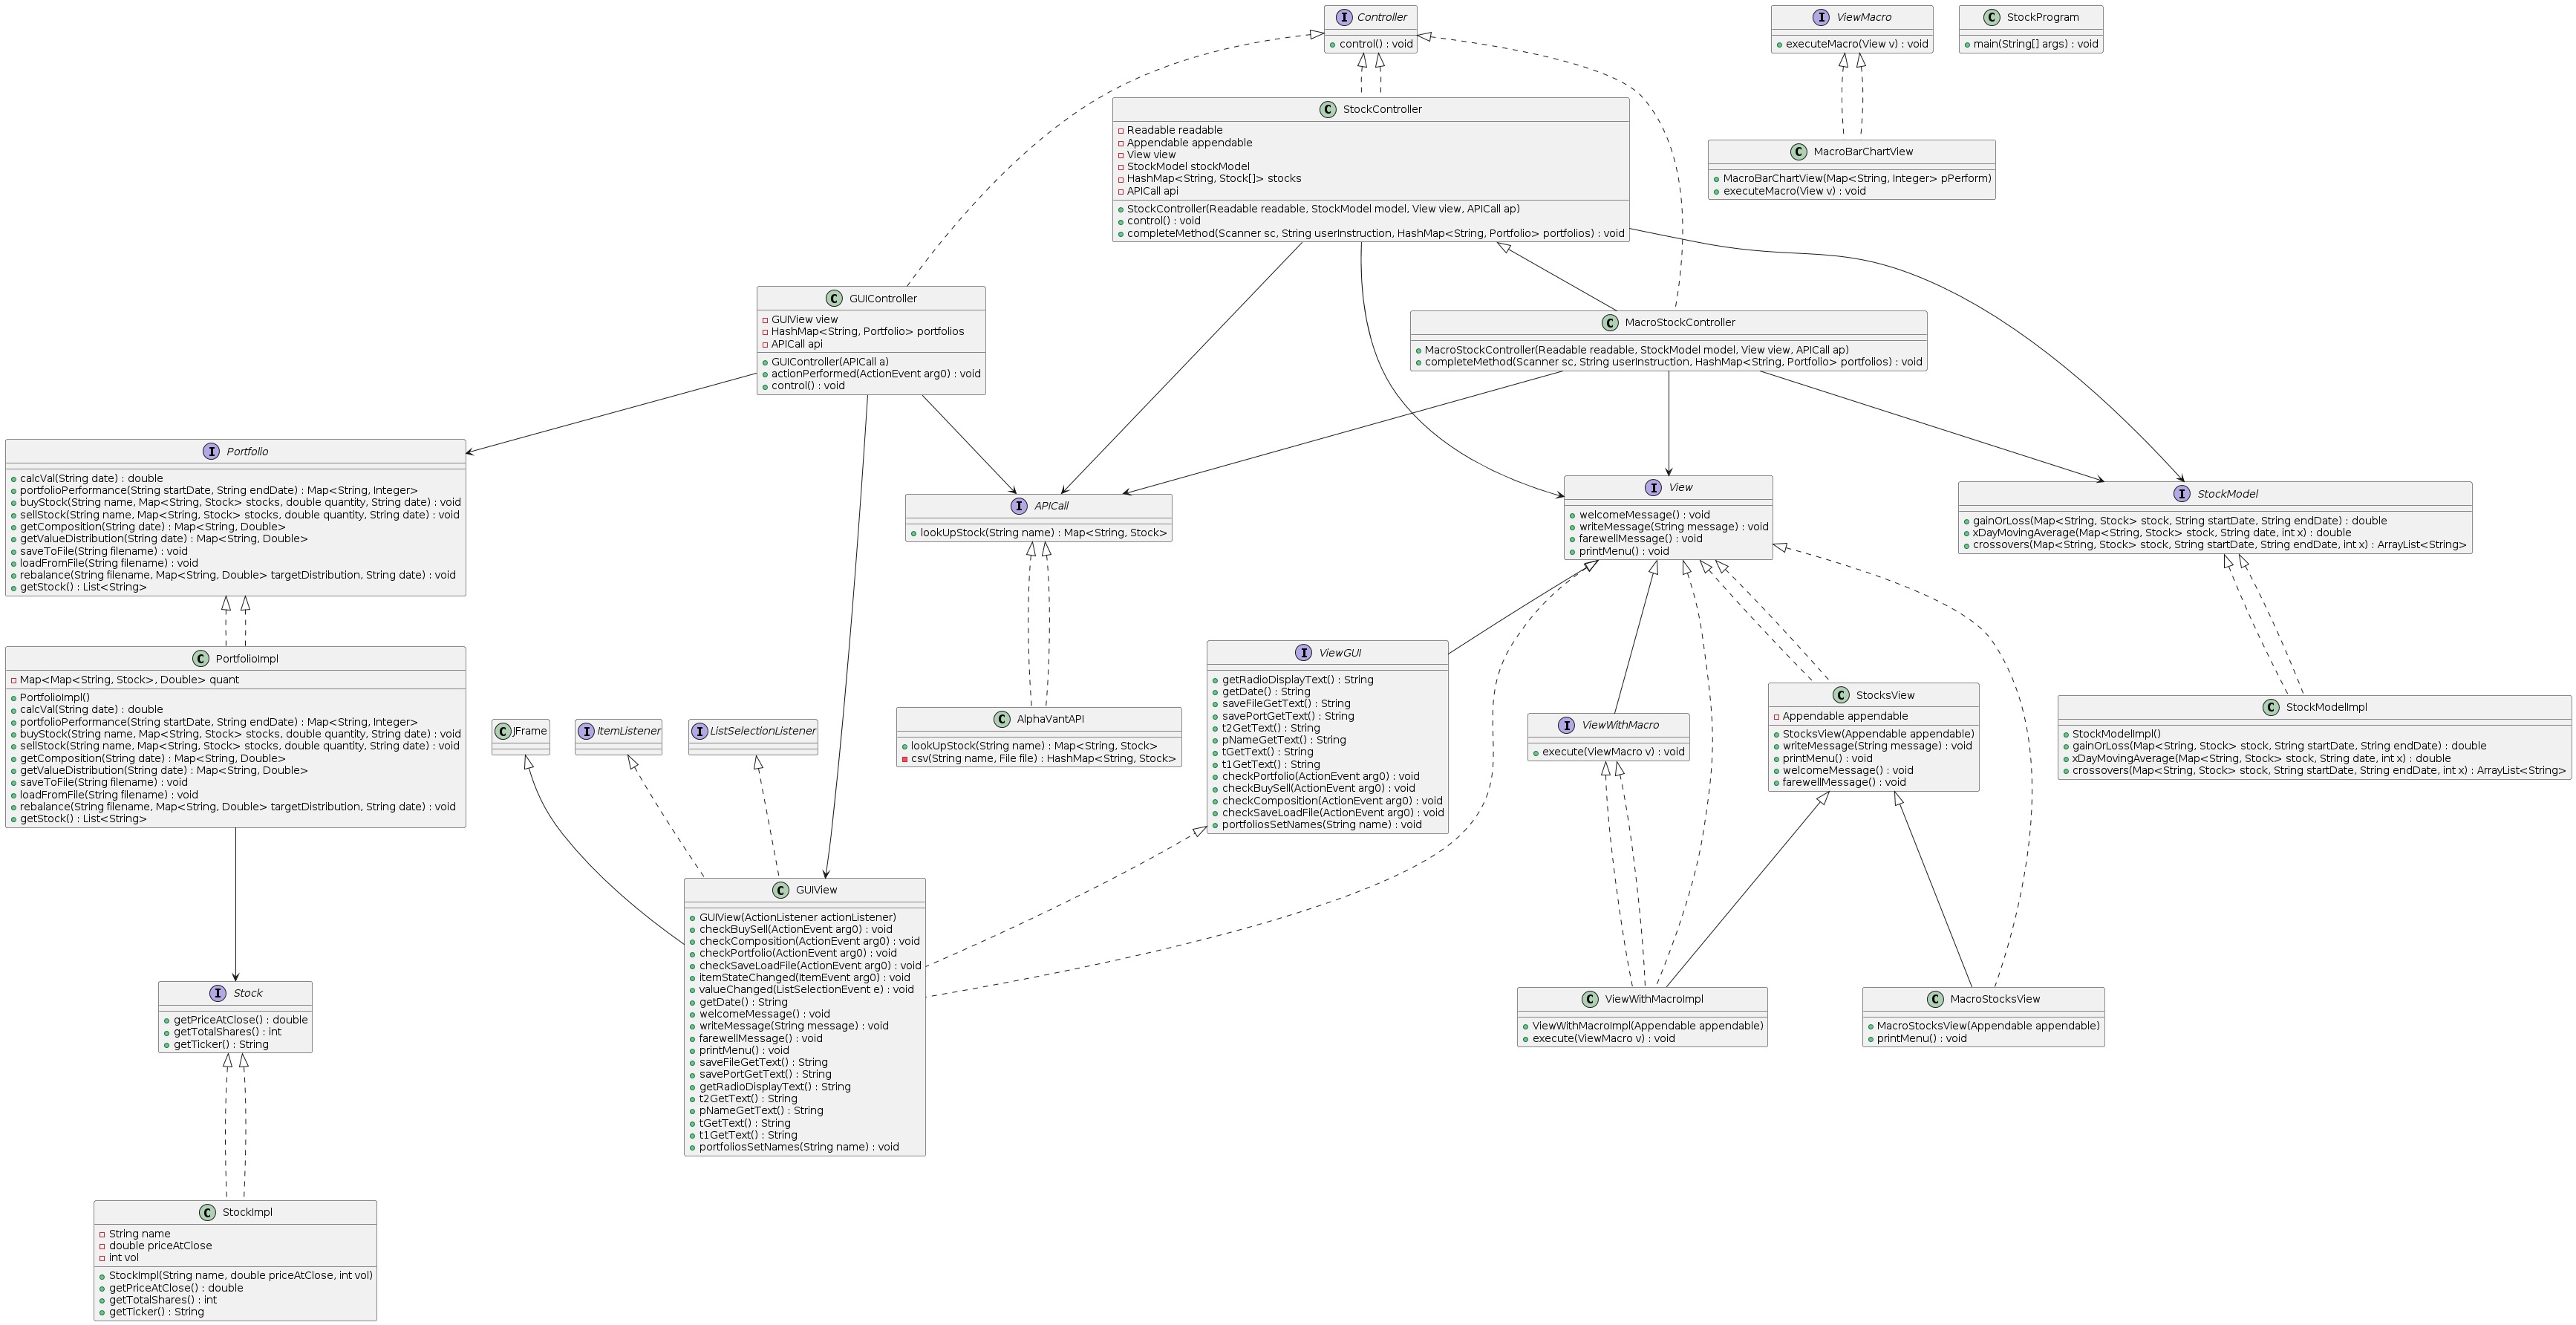 I Controller
control() : void
I ViewMacro
executeMacro(View v) : void
C StockProgram
main(String[] args) : void
C StockController
Readable readable
Appendable appendable
View view
StockModel stockModel
HashMap<String, Stock[]> stocks
APICall api
StockController(Readable readable, StockModel model, View view, APICall ap)
control() : void
completeMethod(Scanner sc, String userInstruction, HashMap<String, Portfolio> portfolios) : void
C MacroBarChartView
MacroBarChartView(Map<String, Integer> pPerform)
executeMacro(View v) : void
C GUIController
GUIView view
HashMap<String, Portfolio> portfolios
APICall api
GUIController(APICall a)
actionPerformed(ActionEvent arg0) : void
control() : void
C MacroStockController
MacroStockController(Readable readable, StockModel model, View view, APICall ap)
completeMethod(Scanner sc, String userInstruction, HashMap<String, Portfolio> portfolios) : void
I Portfolio
calcVal(String date) : double
portfolioPerformance(String startDate, String endDate) : Map<String, Integer>
buyStock(String name, Map<String, Stock> stocks, double quantity, String date) : void
sellStock(String name, Map<String, Stock> stocks, double quantity, String date) : void
getComposition(String date) : Map<String, Double>
getValueDistribution(String date) : Map<String, Double>
saveToFile(String filename) : void
loadFromFile(String filename) : void
rebalance(String filename, Map<String, Double> targetDistribution, String date) : void
getStock() : List<String>
I APICall
lookUpStock(String name) : Map<String, Stock>
I View
welcomeMessage() : void
writeMessage(String message) : void
farewellMessage() : void
printMenu() : void
I StockModel
gainOrLoss(Map<String, Stock> stock, String startDate, String endDate) : double
xDayMovingAverage(Map<String, Stock> stock, String date, int x) : double
crossovers(Map<String, Stock> stock, String startDate, String endDate, int x) : ArrayList<String>
C PortfolioImpl
Map<Map<String, Stock>, Double> quant
PortfolioImpl()
calcVal(String date) : double
portfolioPerformance(String startDate, String endDate) : Map<String, Integer>
buyStock(String name, Map<String, Stock> stocks, double quantity, String date) : void
sellStock(String name, Map<String, Stock> stocks, double quantity, String date) : void
getComposition(String date) : Map<String, Double>
getValueDistribution(String date) : Map<String, Double>
saveToFile(String filename) : void
loadFromFile(String filename) : void
rebalance(String filename, Map<String, Double> targetDistribution, String date) : void
getStock() : List<String>
C JFrame
I ItemListener
I ListSelectionListener
C AlphaVantAPI
lookUpStock(String name) : Map<String, Stock>
csv(String name, File file) : HashMap<String, Stock>
I ViewGUI
getRadioDisplayText() : String
getDate() : String
saveFileGetText() : String
savePortGetText() : String
t2GetText() : String
pNameGetText() : String
tGetText() : String
t1GetText() : String
checkPortfolio(ActionEvent arg0) : void
checkBuySell(ActionEvent arg0) : void
checkComposition(ActionEvent arg0) : void
checkSaveLoadFile(ActionEvent arg0) : void
portfoliosSetNames(String name) : void
I ViewWithMacro
execute(ViewMacro v) : void
C StocksView
Appendable appendable
StocksView(Appendable appendable)
writeMessage(String message) : void
printMenu() : void
welcomeMessage() : void
farewellMessage() : void
C StockModelImpl
StockModelImpl()
gainOrLoss(Map<String, Stock> stock, String startDate, String endDate) : double
xDayMovingAverage(Map<String, Stock> stock, String date, int x) : double
crossovers(Map<String, Stock> stock, String startDate, String endDate, int x) : ArrayList<String>
C GUIView
GUIView(ActionListener actionListener)
checkBuySell(ActionEvent arg0) : void
checkComposition(ActionEvent arg0) : void
checkPortfolio(ActionEvent arg0) : void
checkSaveLoadFile(ActionEvent arg0) : void
itemStateChanged(ItemEvent arg0) : void
valueChanged(ListSelectionEvent e) : void
getDate() : String
welcomeMessage() : void
writeMessage(String message) : void
farewellMessage() : void
printMenu() : void
saveFileGetText() : String
savePortGetText() : String
getRadioDisplayText() : String
t2GetText() : String
pNameGetText() : String
tGetText() : String
t1GetText() : String
portfoliosSetNames(String name) : void
I Stock
getPriceAtClose() : double
getTotalShares() : int
getTicker() : String
C ViewWithMacroImpl
ViewWithMacroImpl(Appendable appendable)
execute(ViewMacro v) : void
C MacroStocksView
MacroStocksView(Appendable appendable)
printMenu() : void
C StockImpl
String name
double priceAtClose
int vol
StockImpl(String name, double priceAtClose, int vol)
getPriceAtClose() : double
getTotalShares() : int
getTicker() : String